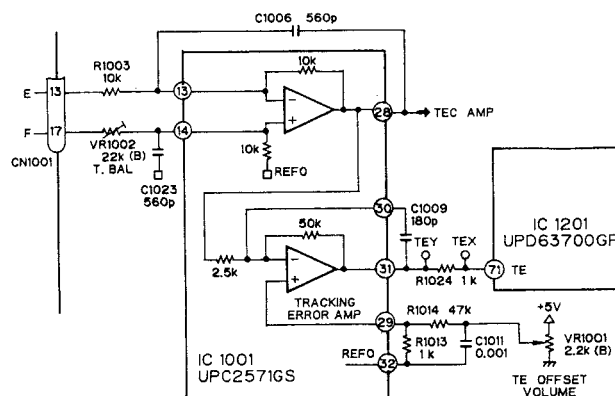 C1006 560p
R1003
10k
10k
E
13
13
28
TEC AMP
F
17
14
CN1001
VR1002
22k (B)
T. BAL
10k
REFO
C1023
560p
30
C1009
180p
50k
TEY
TEX
IC 1201
UPD63700GF
2.5k
31
71
TE
R1024
1k
TRACKING
ERROR AMP
29
R1014 47k
+5V
R1013
1k
C1011
0.001
VR1001
2.2k (B)
REFO
32
IC 1001
UPC2571GS
TE OFFSET
VOLUME